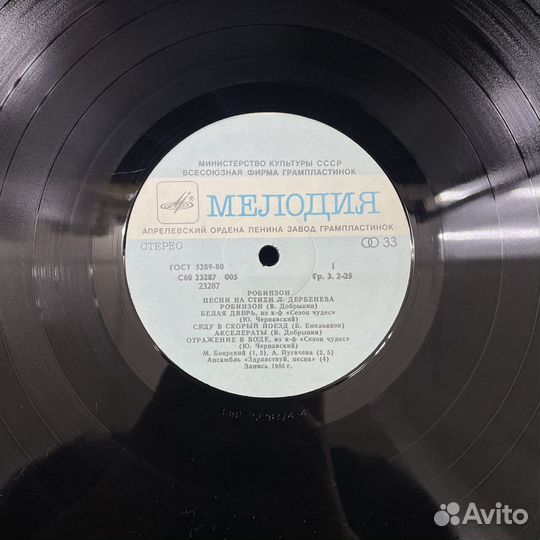 МИНИСТЕРСТВО КУЛЬТУРЫ СССР
ВСЕСОЮЗНАЯ ФИРМА ГРАМПЛАСТИНОК
МЕЛОДИЯ
АПРЕЛЕВСКИЙ ОРДЕНА ЛЕНИНА ЗАВОД ГРАМПЛАСТИНОК
СТЕРЕО 33
ГОСТ 5289-80 1
С60 23287 005 Гр. 3. 2-25
23287
РОБИНЗОН
ПЕСНИ НА СТИХИ Л. ДЕРБЕНЕВА
РОБИНЗОН (В. Добрынин)
БЕЛАЯ ДВЕРЬ, из к-ф «Сезон чудес»
(Ю. Чернавский)
СЯДУ В СКОРЫЙ ПОЕЗД (Б. Емельянов)
АКСЕЛЕРАТЫ (В. Добрынин)
ОТРАЖЕНИЕ В ВОДЕ, из к-ф «Сезон чудес»
(Ю. Чернавский)
М. Боярский (1, 3), А. Пугачева (2, 5)
Ансамбль «Здравствуй, песня» (4)
Запись 1985 г.
Avito